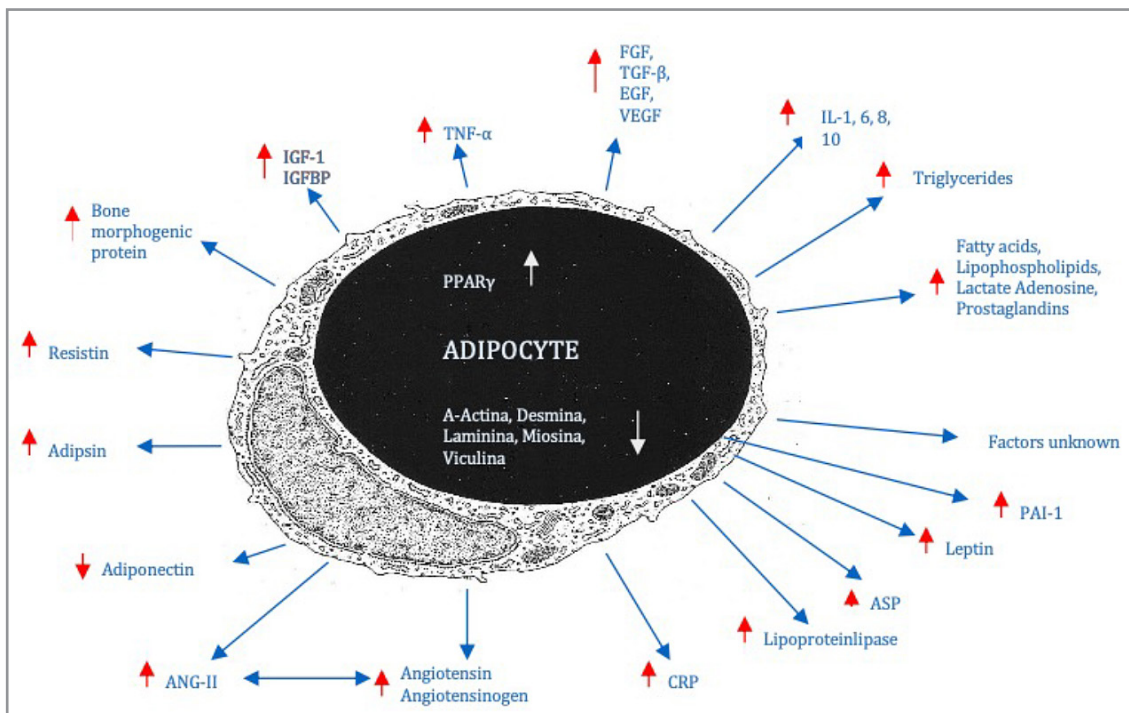 FGF,
TGF-β,
EGF,
VEGF
IL-1, 6, 8,
10
TNF-α
IGF-1
IGFBP
Triglycerides
Bone
morphogenic
protein
Fatty acids,
Lipophospholipids,
Lactate Adenosine,
Prostaglandins
PPARγ
ADIPOCYTE
Resistin
A-Actina, Desmina,
Laminina, Miosina,
Viculina
Adipsin
Factors unknown
PAI-1
Leptin
Adiponectin
ASP
Lipoproteinlipase
ANG-II
Angiotensin
Angiotensinogen
CRP